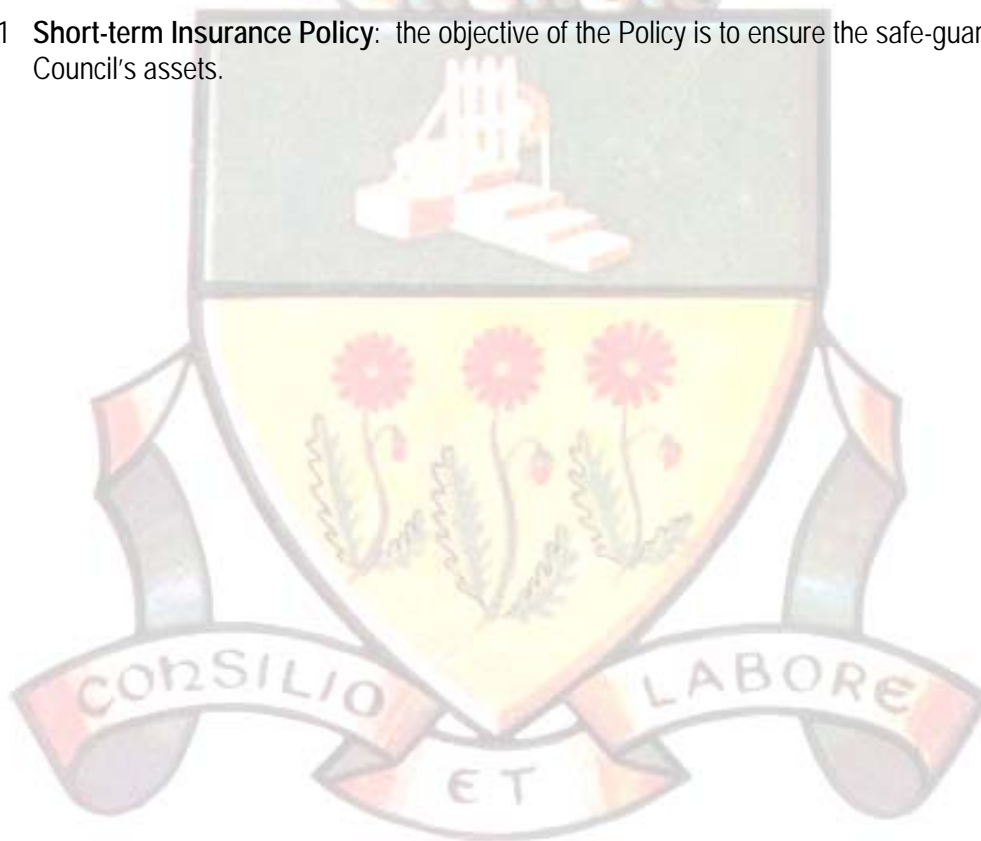 1 Short-term Insurance Policy: the objective of the Policy is to ensure the safe-guar
Council's assets.
CONSILIO
LABORE
ET